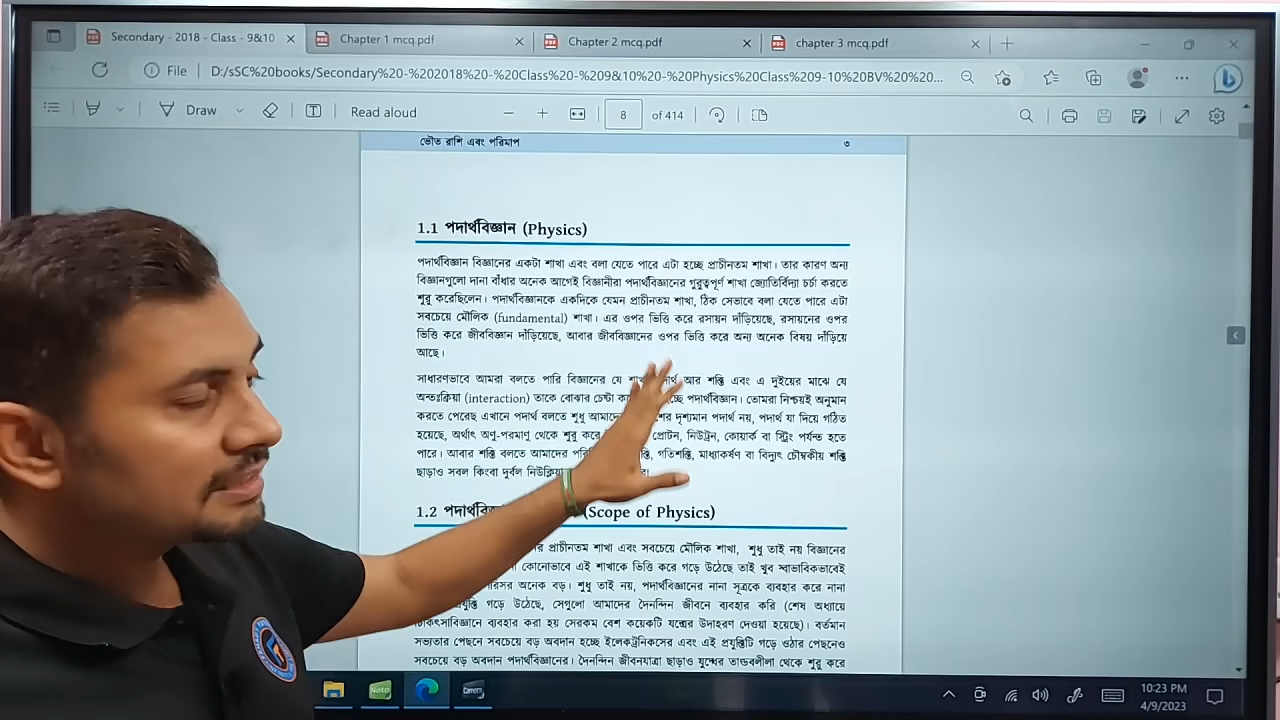 Secondary - 2018 - Class - 9&10
Chapter 1 mcq.pdf
Chapter 2 mcq.pdf
chapter 3 mcq.pdf
File
D:/sSC%20books/Secondary%20-%202018%20-%20Class%20-%209&10%20-%20Physics%20Class%209-10%20BV%20%20...
Draw
Read aloud
8 of 414
ভৌত রাশি এবং পরিমাপ ৩
1.1 পদার্থবিজ্ঞান (Physics)
পদার্থবিজ্ঞান বিজ্ঞানের একটা শাখা এবং বলা যেতে পারে এটা হচ্ছে প্রাচীনতম শাখা। তার কারণ অন্য
বিজ্ঞানগুলো দানা বাঁধার অনেক আগেই বিজ্ঞানীরা পদার্থবিজ্ঞানের গুরুত্বপূর্ণ শাখা জ্যোতির্বিদ্যা চর্চা করতে
শুরু করেছিলেন। পদার্থবিজ্ঞানকে একদিকে যেমন প্রাচীনতম শাখা, ঠিক সেভাবে বলা যেতে পারে এটা
সবচেয়ে মৌলিক (fundamental) শাখা। এর ওপর ভিত্তি করে রসায়ন দাঁড়িয়েছে, রসায়নের ওপর
ভিত্তি করে জীববিজ্ঞান দাঁড়িয়েছে, আবার জীববিজ্ঞানের ওপর ভিত্তি করে অন্য অনেক বিষয় দাঁড়িয়ে
আছে।
সাধারণভাবে আমরা বলতে পারি বিজ্ঞানের যে আর শক্তি এবং এ দুইয়ের মাঝে যে
অন্তঃক্রিয়া (interaction) তাকে বোঝার চেষ্টা হচ্ছে পদার্থবিজ্ঞান। তোমরা নিশ্চয়ই অনুমান
করতে পেরেছ এখানে পদার্থ বলতে শুধু দৃশ্যমান পদার্থ নয়, পদার্থ যা দিয়ে গঠিত
হয়েছে, অর্থাৎ অণু-পরমাণু থেকে শুরু করে প্রোটন, নিউট্রন, কোয়ার্ক বা স্ট্রিং পর্যন্ত হতে
পারে। আবার শক্তি বলতে আমাদের গতিশক্তি, মাধ্যাকর্ষণ বা বিদ্যুৎ চৌম্বকীয় শক্তি
ছাড়াও সবল কিংবা দুর্বল
1.2 (Scope of Physics)
প্রাচীনতম শাখা এবং সবচেয়ে মৌলিক শাখা, শুধু তাই নয় বিজ্ঞানের
কোনোভাবে এই শাখাকে ভিত্তি করে গড়ে উঠেছে তাই খুব স্বাভাবিকভাবেই
অনেক বড়। শুধু তাই নয়, পদার্থবিজ্ঞানের নানা সূত্রকে ব্যবহার করে নানা
গড়ে উঠেছে, সেগুলো আমাদের দৈনন্দিন জীবনে ব্যবহার করি (শেষ অধ্যায়ে
চিকিৎসাবিজ্ঞানে ব্যবহার করা হয় সেরকম বেশ কয়েকটি যন্ত্রের উদাহরণ দেওয়া হয়েছে)। বর্তমান
সভ্যতার পেছনে সবচেয়ে বড় অবদান হচ্ছে ইলেকট্রনিকসের এবং এই প্রযুক্তিটি গড়ে ওঠার পেছনেও
সবচেয়ে বড় অবদান পদার্থবিজ্ঞানের। দৈনন্দিন জীবনযাত্রা ছাড়াও যুদ্ধের তান্ডবলীলা থেকে শুরু করে
10:23 PM
4/9/2023